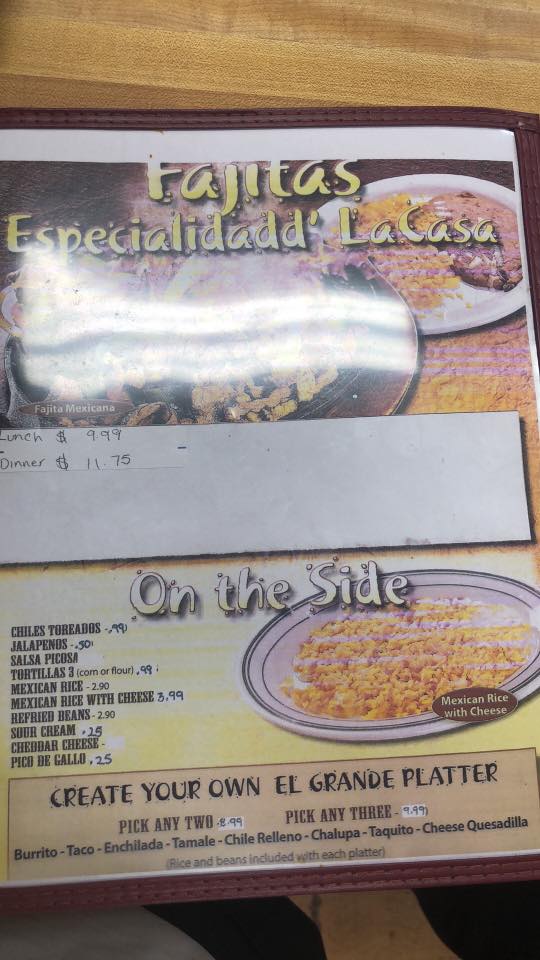 Fajitas
Especialidadd' LaCasa
Fajita Mexicana
Lunch $ 9.99
Dinner $ 11.75
On the Side
CHILES TOREADOS - .99
JALAPENOS - .50
SALSA PICOSA
TORTILLAS 3 (corn or flour) .99
MEXICAN RICE - 2.90
MEXICAN RICE WITH CHEESE 3.99
REFRIED BEANS - 2.90
SOUR CREAM .25
CHEDDAR CHEESE -
PICO DE GALLO .25
Mexican Rice
with Cheese
CREATE YOUR OWN EL GRANDE PLATTER
PICK ANY TWO - 8.99 PICK ANY THREE - 9.99
Burrito - Taco - Enchilada - Tamale - Chile Relleno - Chalupa - Taquito - Cheese Quesadilla
(Rice and beans included with each platter)